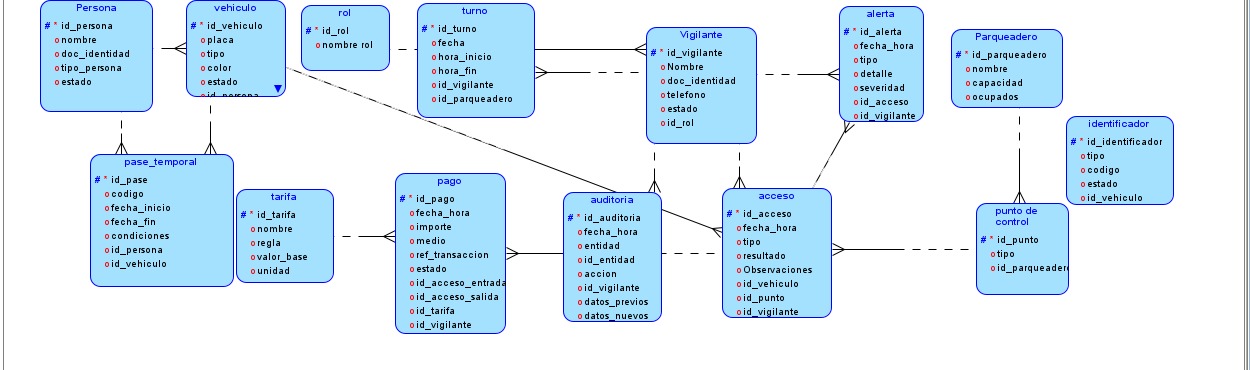 Persona
# * id_persona
o nombre
o doc_identidad
o tipo_persona
o estado
vehiculo
# * id_vehiculo
o placa
o tipo
o color
o estado
o id_persona
rol
# * id_rol
o nombre rol
turno
# * id_turno
o fecha
o hora_inicio
o hora_fin
o id_vigilante
o id_parqueadero
Vigilante
# * id_vigilante
o Nombre
o doc_identidad
o telefono
o estado
o id_rol
alerta
# * id_alerta
o fecha_hora
o tipo
o detalle
o severidad
o id_acceso
o id_vigilante
Parqueadero
# * id_parqueadero
o nombre
o capacidad
o ocupados
identificador
# * id_identificador
o tipo
o codigo
o estado
o id_vehiculo
pase_temporal
# * id_pase
o codigo
o fecha_inicio
o fecha_fin
o condiciones
o id_persona
o id_vehiculo
tarifa
# * id_tarifa
o nombre
o regla
o valor_base
o unidad
pago
# * id_pago
o fecha_hora
o importe
o medio
o ref_transaccion
o estado
o id_acceso_entrada
o id_acceso_salida
o id_tarifa
o id_vigilante
auditoria
# * id_auditoria
o fecha_hora
o entidad
o id_entidad
o accion
o id_vigilante
o datos_previos
o datos_nuevos
acceso
# * id_acceso
o fecha_hora
o tipo
o resultado
o Observaciones
o id_vehiculo
o id_punto
o id_vigilante
punto de
control
# * id_punto
o tipo
o id_parqueadero